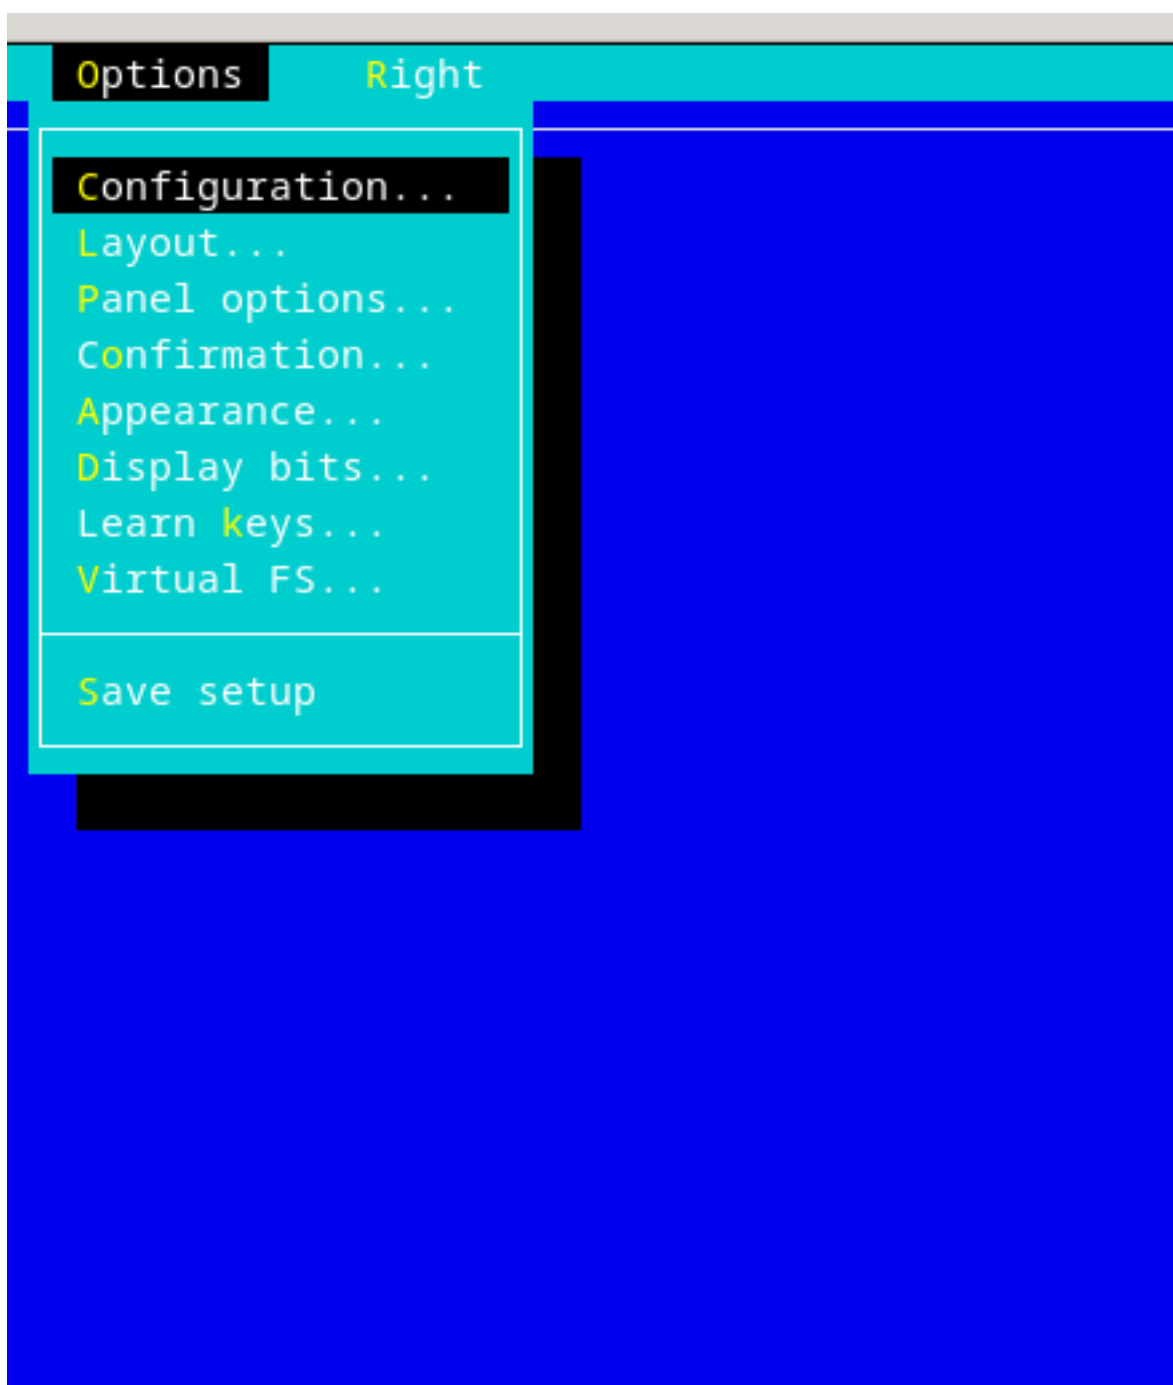 Options Right
Configuration...
Layout...
Panel options...
Confirmation...
Appearance...
Display bits...
Learn keys...
Virtual FS...
Save setup